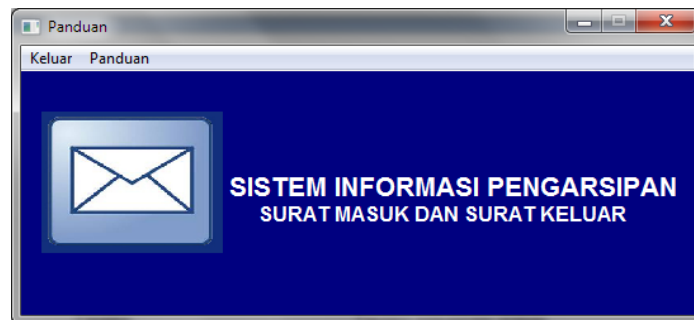 Panduan
Keluar Panduan
SISTEM INFORMASI PENGARSIPAN
SURAT MASUK DAN SURAT KELUAR